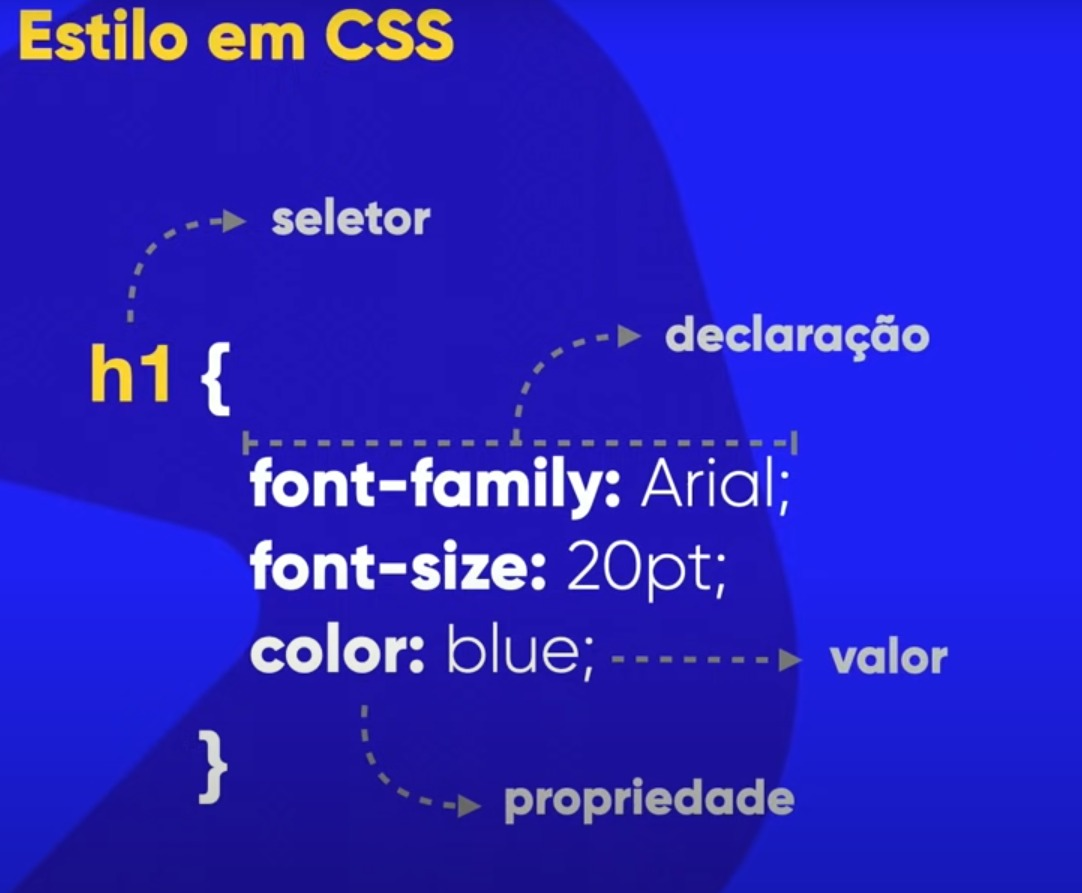 Estilo em CSS
seletor
h1 {
declaração
font-family: Arial;
font-size: 20pt;
color: blue;
valor
}
propriedade